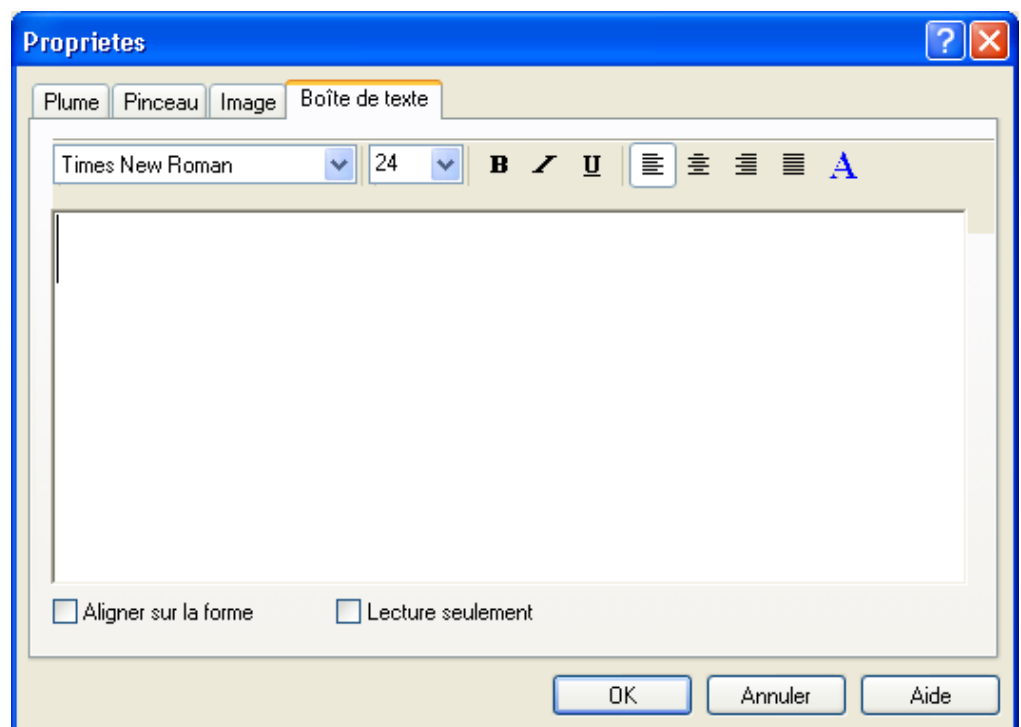 Proprietes
Plume Pinceau Image Boîte de texte
Times New Roman 24 B I U A
Aligner sur la forme Lecture seulement
OK Annuler Aide